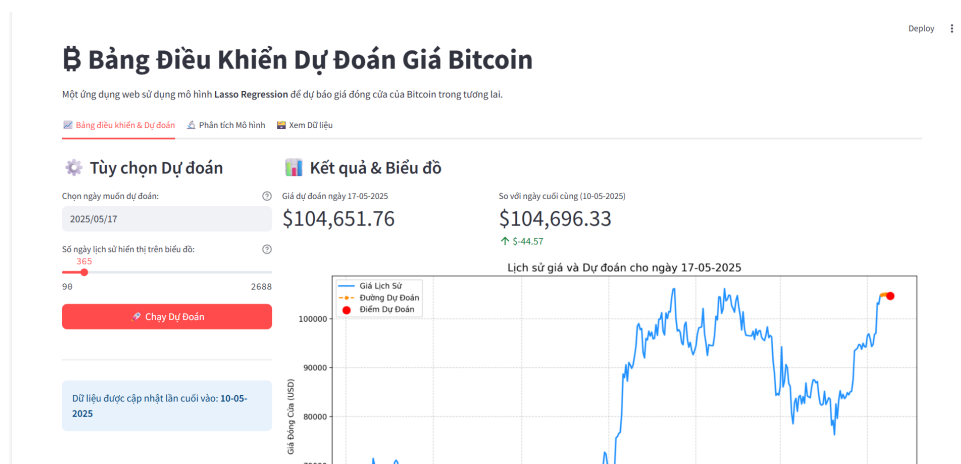 Deploy
₿ Bảng Điều Khiển Dự Đoán Giá Bitcoin
Một ứng dụng web sử dụng mô hình Lasso Regression để dự báo giá đóng cửa của Bitcoin trong tương lai.
Bảng điều khiển & Dự đoán Phân tích Mô hình Xem Dữ liệu
Tùy chọn Dự đoán
Chọn ngày muốn dự đoán:
2025/05/17
Số ngày lịch sử hiển thị trên biểu đồ:
365
90 2688
Chạy Dự Đoán
Dữ liệu được cập nhật lần cuối vào: 10-05-
2025
Kết quả & Biểu đồ
Giá dự đoán ngày 17-05-2025
$104,651.76
So với ngày cuối cùng (10-05-2025)
$104,696.33
↑ $-44.57
Lịch sử giá và Dự đoán cho ngày 17-05-2025
Giá Lịch Sử
Đường Dự Đoán
Điểm Dự Đoán
100000
90000
80000
Giá Đóng Cửa (USD)